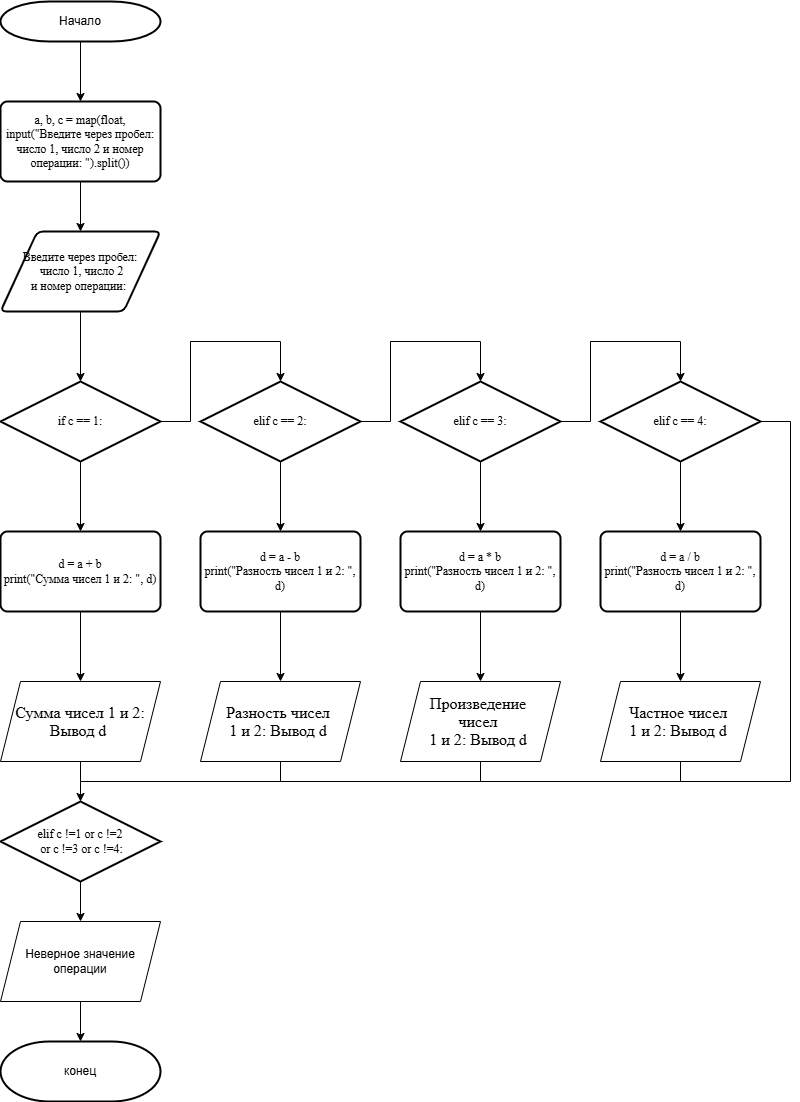 Начало
a, b, c = map(float,
input("Введите через пробел:
число 1, число 2 и номер
операции: ").split())
Введите через пробел:
число 1, число 2
и номер операции:
if c == 1:
elif c == 2:
elif c == 3:
elif c == 4:
d = a + b
print("Сумма чисел 1 и 2: ", d)
d = a - b
print("Разность чисел 1 и 2: ",
d)
d = a * b
print("Разность чисел 1 и 2: ",
d)
d = a / b
print("Разность чисел 1 и 2: ",
d)
Сумма чисел 1 и 2:
Вывод d
Разность чисел
1 и 2: Вывод d
Произведение
чисел
1 и 2: Вывод d
Частное чисел
1 и 2: Вывод d
elif c !=1 or c !=2
or c !=3 or c !=4:
Неверное значение
операции
конец